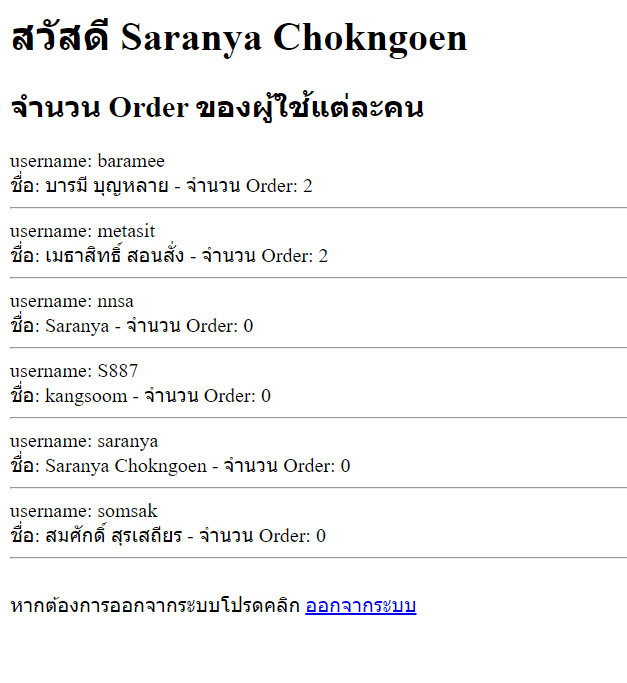 สวัสดี Saranya Chokngoen
จำนวน Order ของผู้ใช้แต่ละคน
username: baramee
ชื่อ: บารมี บุญหลาย - จำนวน Order: 2
username: metasit
ชื่อ: เมธาสิทธิ์ สอนสั่ง - จำนวน Order: 2
username: nnsa
ชื่อ: Saranya - จำนวน Order: 0
username: S887
ชื่อ: kangsoom - จำนวน Order: 0
username: saranya
ชื่อ: Saranya Chokngoen - จำนวน Order: 0
username: somsak
ชื่อ: สมศักดิ์ สุรเสถียร - จำนวน Order: 0
หากต้องการออกจากระบบโปรดคลิก ออกจากระบบ